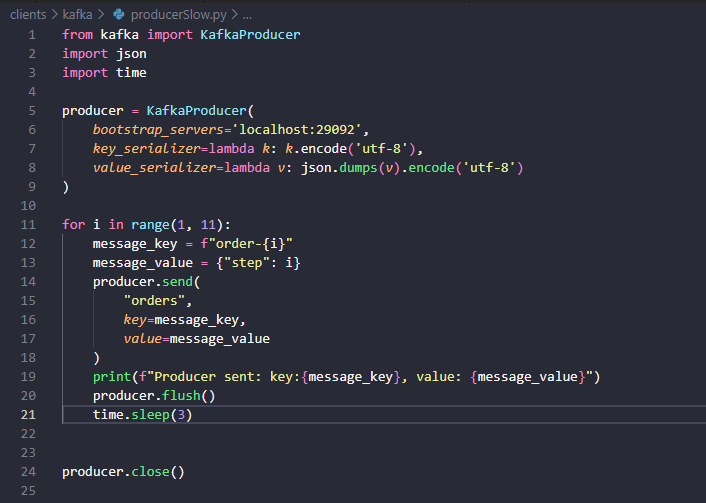 clients > kafka > producerSlow.py > ...
1 from kafka import KafkaProducer
2 import json
3 import time
4
5 producer = KafkaProducer(
6     bootstrap_servers='localhost:29092',
7     key_serializer=lambda k: k.encode('utf-8'),
8     value_serializer=lambda v: json.dumps(v).encode('utf-8')
9 )
10
11 for i in range(1, 11):
12     message_key = f"order-{i}"
13     message_value = {"step": i}
14     producer.send(
15         "orders",
16         key=message_key,
17         value=message_value
18     )
19     print(f"Producer sent: key:{message_key}, value: {message_value}")
20     producer.flush()
21     time.sleep(3)
22
23
24 producer.close()
25